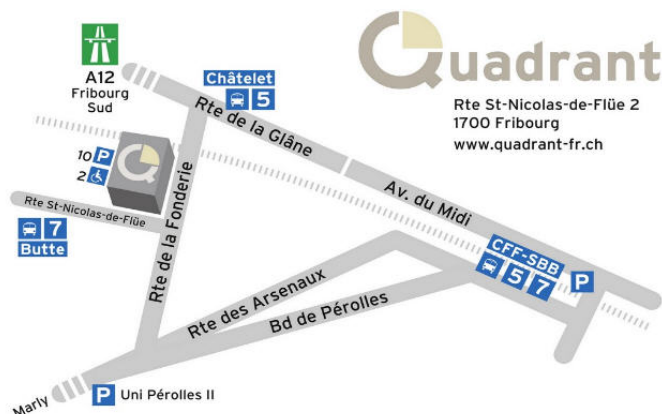 A12
Fribourg
Sud
Quadrant
Rte St-Nicolas-de-Flüe 2
1700 Fribourg
www.quadrant-fr.ch
Châtelet
5
Rte de la Glâne
Av. du Midi
10 P
2
Q
Rte St-Nicolas-de-Flüe
7
Butte
Rte de la Fonderie
CFF-SBB
5 7
P
Rte des Arsenaux
Bd de Pérolles
Marly
P Uni Pérolles II